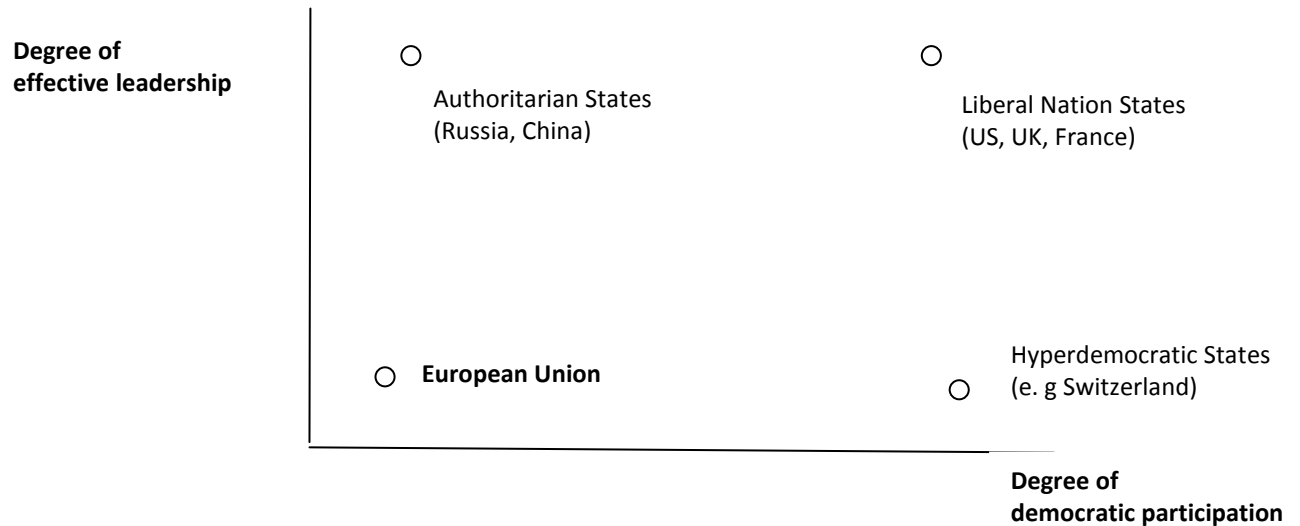 Degree of
effective leadership
Authoritarian States
(Russia, China)
Liberal Nation States
(US, UK, France)
European Union
Hyperdemocratic States
(e. g Switzerland)
Degree of
democratic participation